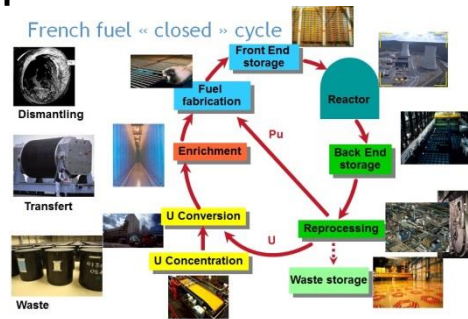 French fuel « closed » cycle
Front End
storage
Fuel
fabrication
Reactor
Dismantling
Pu
Enrichment
Back End
storage
Transfert
U Conversion
Reprocessing
U
U Concentration
Waste storage
Waste